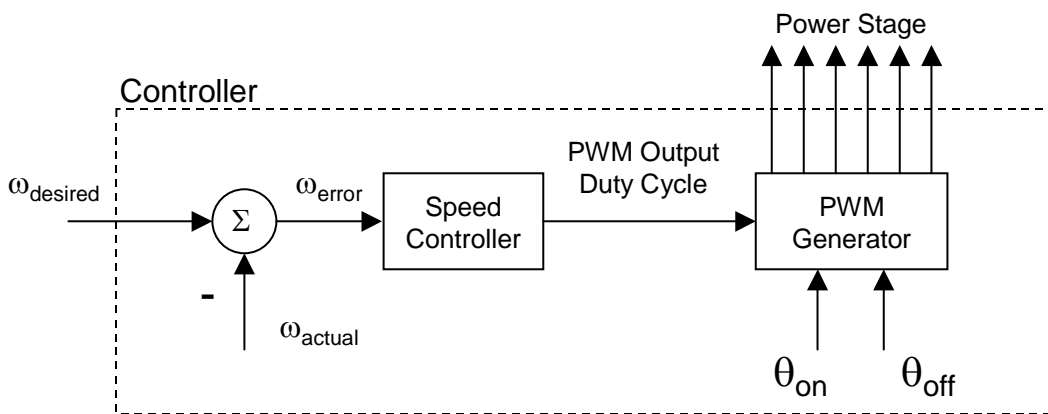 Power Stage
Controller
PWM Output
Duty Cycle
ω_desired
Σ
ω_error
Speed
Controller
PWM
Generator
-
ω_actual
θ_on
θ_off